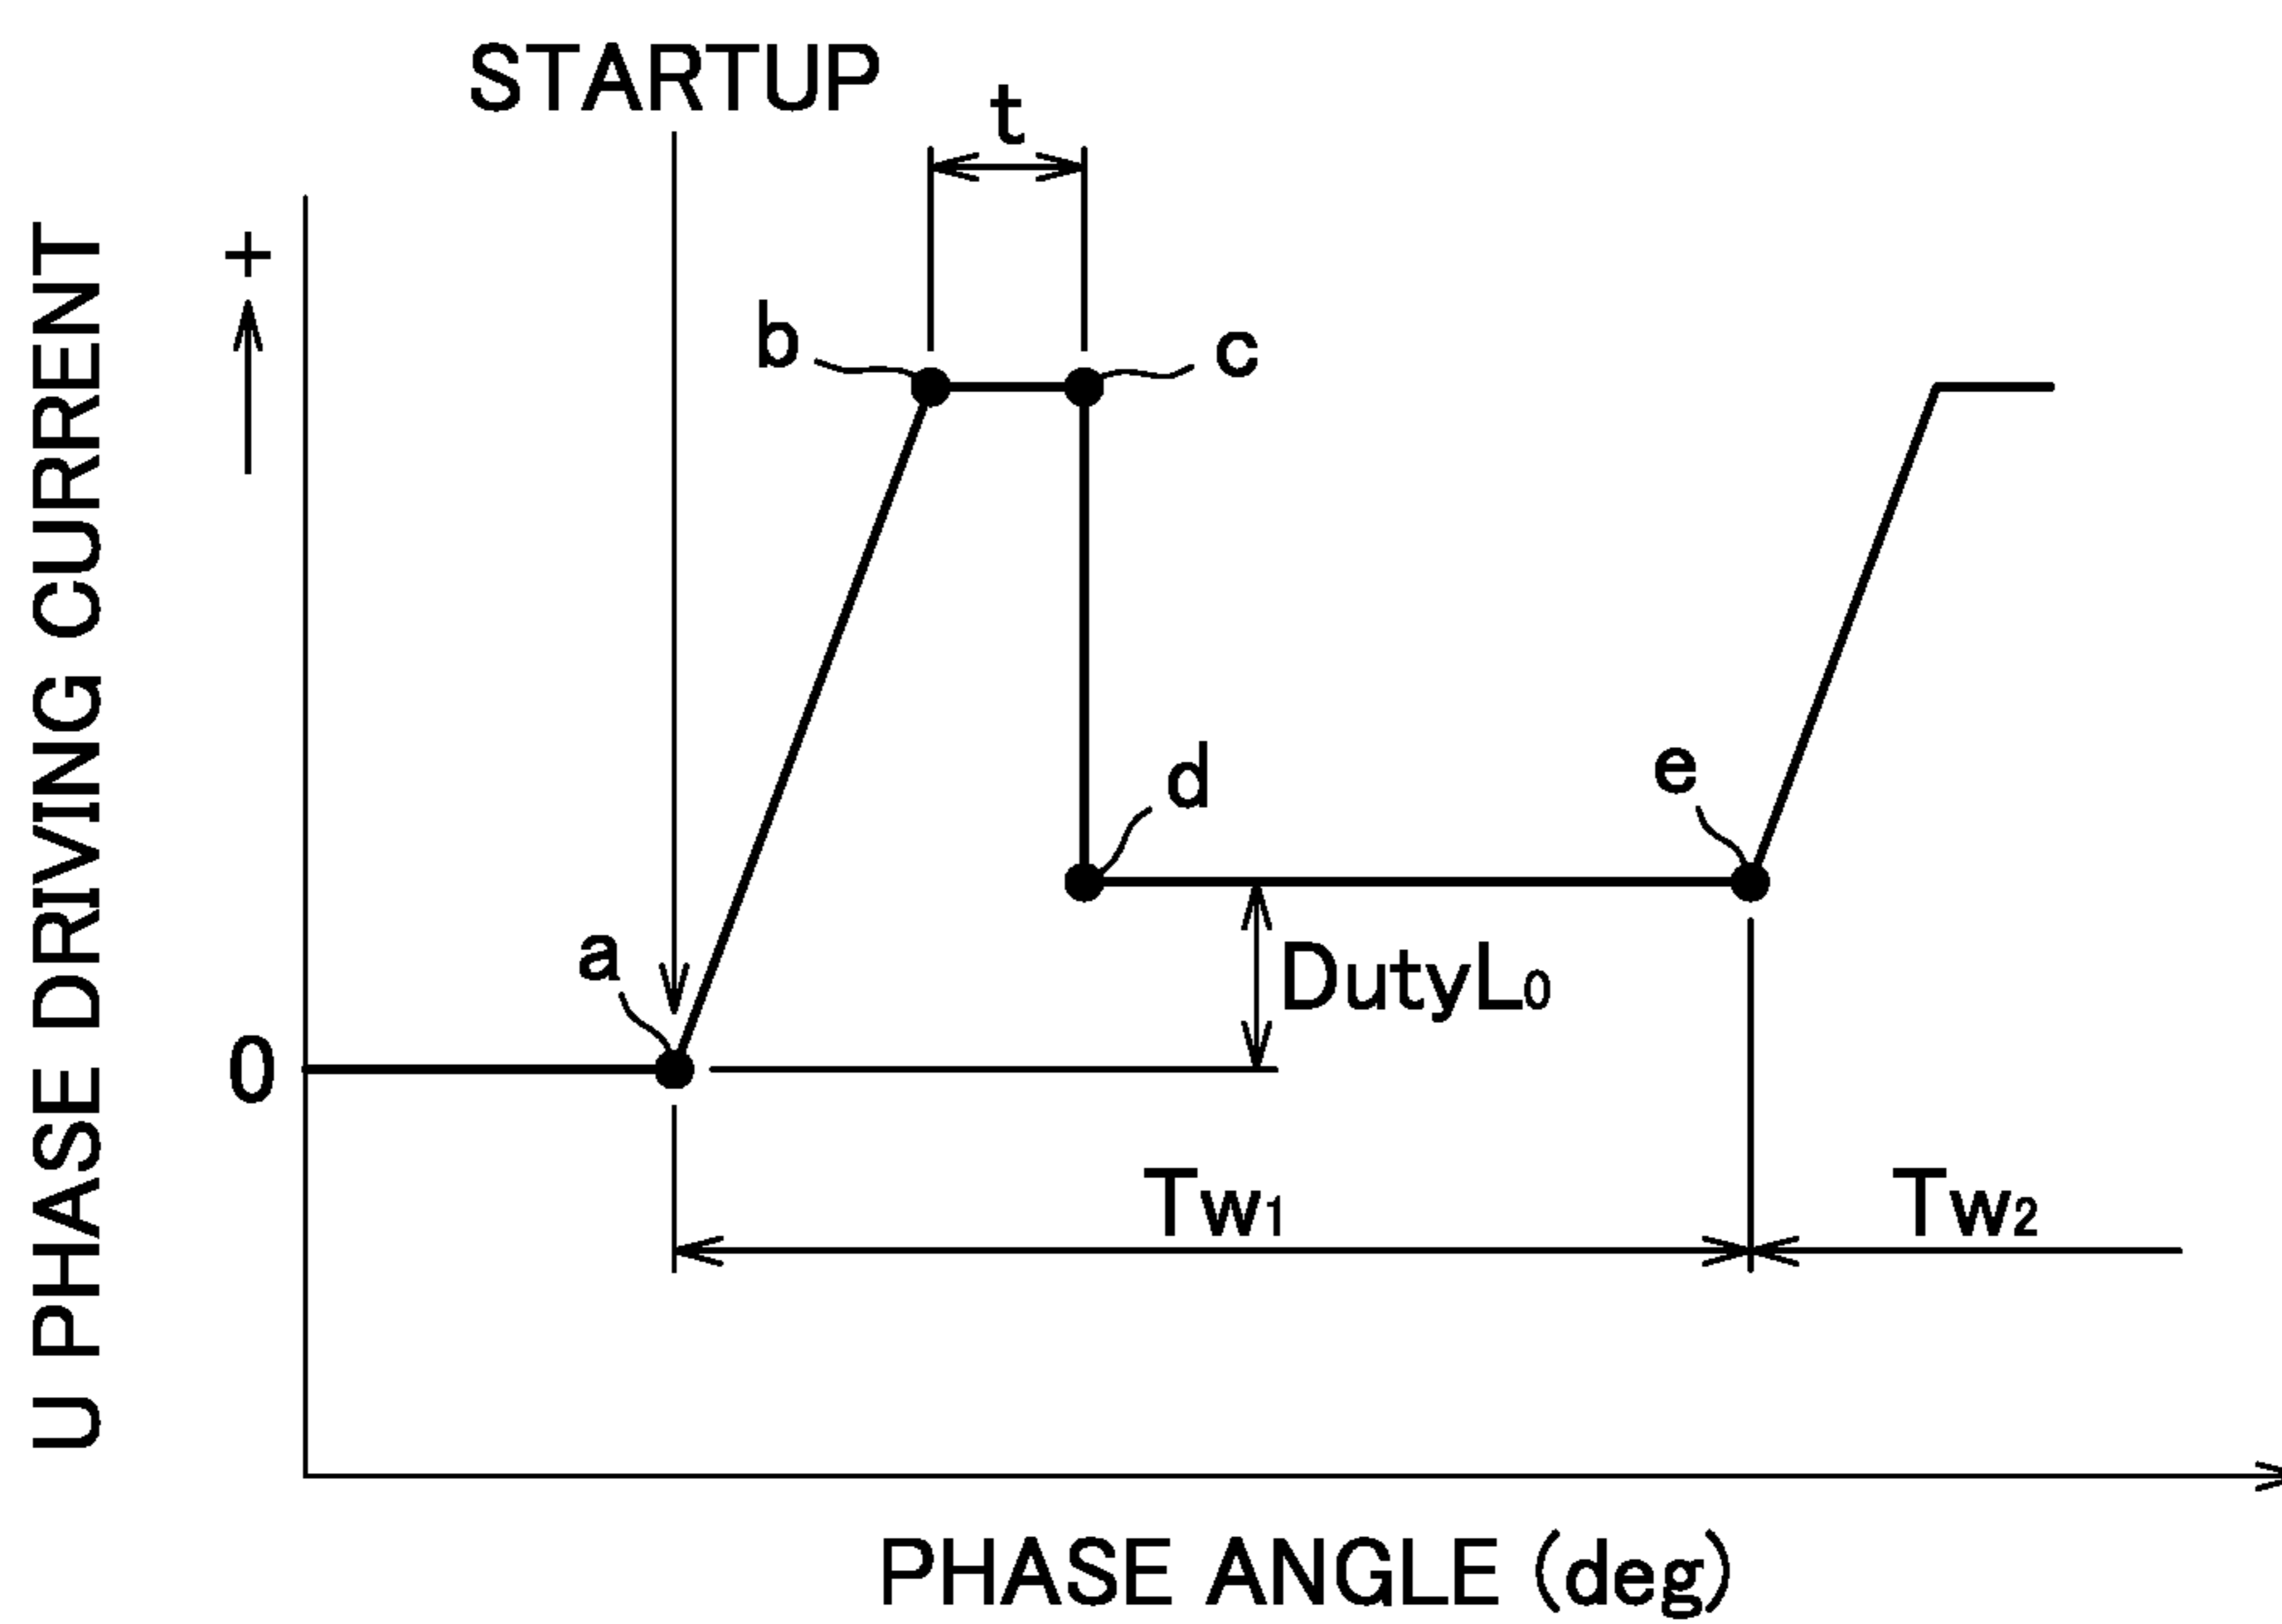 STARTUP
t
+
b
c
U PHASE DRIVING CURRENT
d
e
a
DutyL0
0
Tw1
Tw2
PHASE ANGLE (deg)